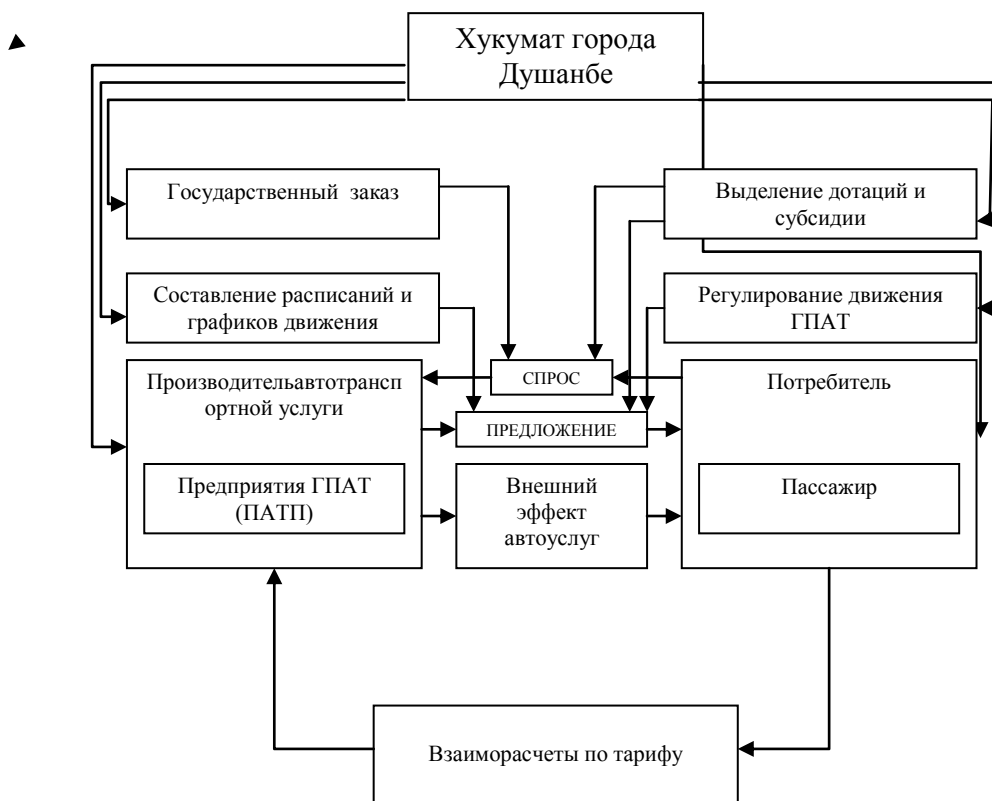 Хукумат города
Душанбе
Государственный заказ
Выделение дотаций и
субсидии
Составление расписаний и
графиков движения
Регулирование движения
ГПАТ
Производительавтотрансп
ортной услуги
СПРОС
Потребитель
ПРЕДЛОЖЕНИЕ
Предприятия ГПАТ
(ПАТП)
Внешний
эффект
автоуслуг
Пассажир
Взаиморасчеты по тарифу